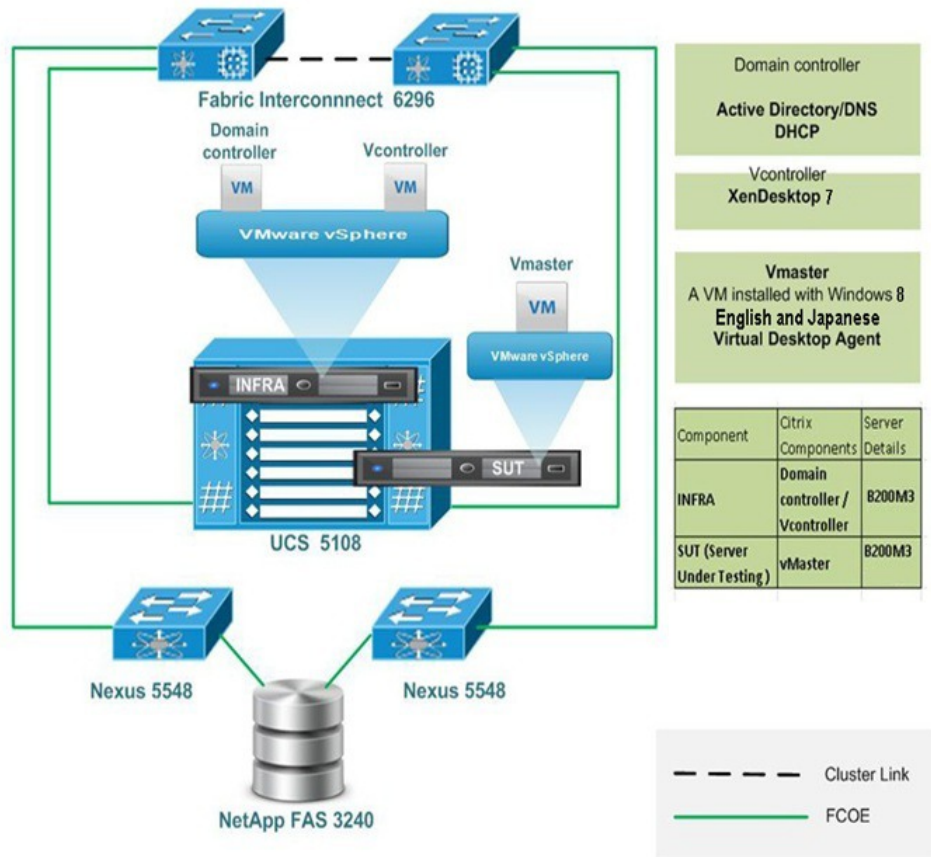 Fabric Interconnnect 6296
Domain
controller
Vcontroller
VM
VM
VMware vSphere
Vmaster
VM
VMware vSphere
INFRA
SUT
UCS 5108
Nexus 5548
Nexus 5548
NetApp FAS 3240
Domain controller
Active Directory/DNS
DHCP
Vcontroller
XenDesktop 7
Vmaster
A VM installed with Windows 8
English and Japanese
Virtual Desktop Agent
Component
Citrix
Components
Server
Details
INFRA
Domain
controller /
Vcontroller
B200M3
SUT (Server
Under Testing )
vMaster
B200M3
Cluster Link
FCOE